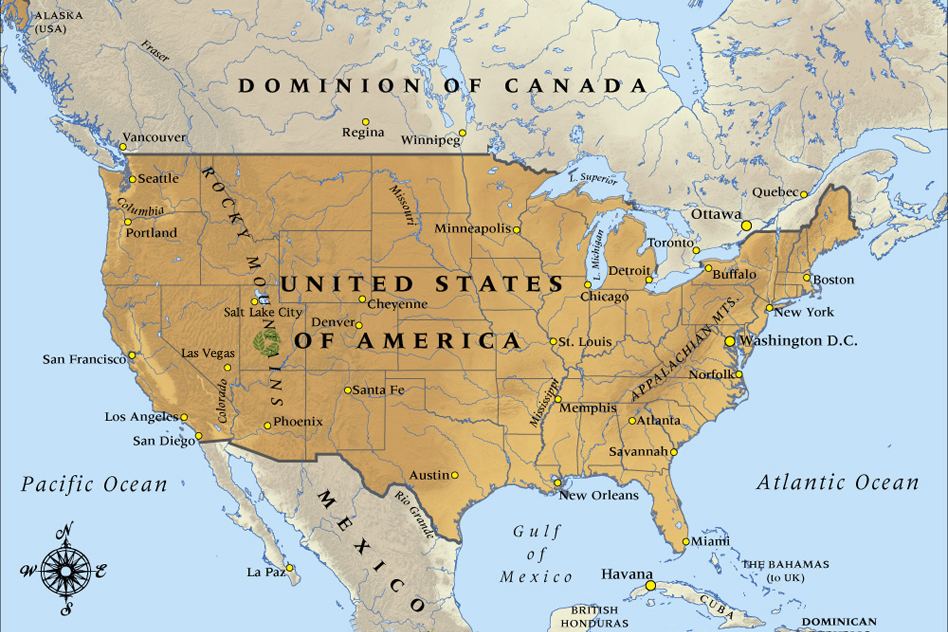 ALASKA
(USA)
Fraser
DOMINION OF CANADA
Regina
Winnipeg
Vancouver
Seattle
Columbia
Portland
ROCKY MOUNTAINS
Missouri
Minneapolis
L. Superior
L. Michigan
Quebec
Ottawa
Toronto
Detroit
Buffalo
Boston
Chicago
New York
UNITED STATES
OF AMERICA
Salt Lake City
Cheyenne
Denver
St. Louis
APPALACHIAN MTS.
Washington D.C.
San Francisco
Las Vegas
Colorado
Santa Fe
Mississippi
Memphis
Norfolk
Los Angeles
San Diego
Phoenix
Atlanta
Savannah
Austin
New Orleans
Pacific Ocean
Atlantic Ocean
MEXICO
Rio Grande
Gulf
of
Mexico
Miami
N
W
E
S
La Paz
Havana
THE BAHAMAS
(to UK)
CUBA
BRITISH
HONDURAS
DOMINICAN